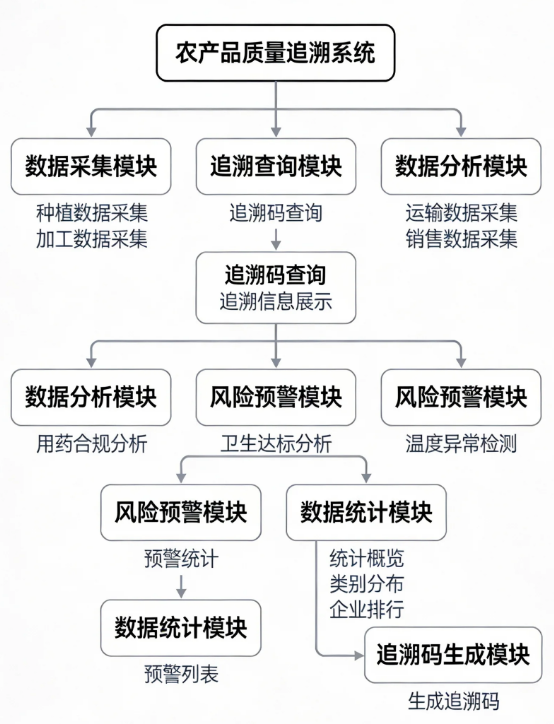 农产品质量追溯系统
数据采集模块
种植数据采集
加工数据采集
追溯查询模块
追溯码查询
数据分析模块
运输数据采集
销售数据采集
追溯码查询
追溯信息展示
数据分析模块
用药合规分析
风险预警模块
卫生达标分析
风险预警模块
温度异常检测
风险预警模块
预警统计
数据统计模块
统计概览
类别分布
企业排行
数据统计模块
预警列表
追溯码生成模块
生成追溯码